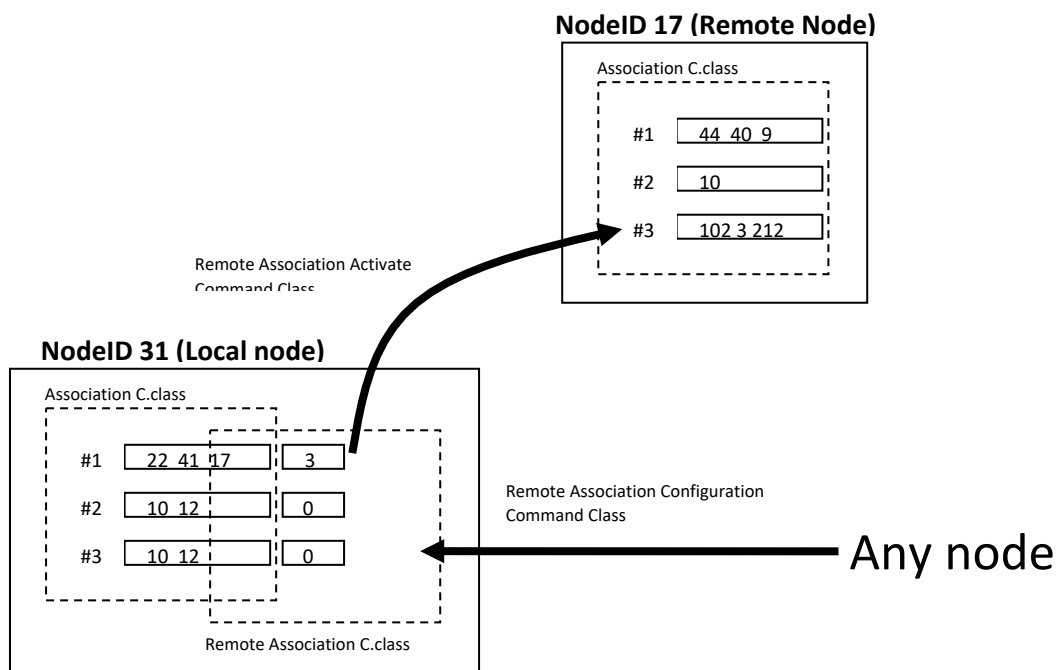 NodeID 17 (Remote Node)
Association C.class
#1 44 40 9
#2 10
#3 102 3 212
Remote Association Activate
Command Class
NodeID 31 (Local node)
Association C.class
#1 22 41 17 3
#2 10 12 0
#3 10 12 0
Remote Association Configuration
Command Class
Any node
Remote Association C.class